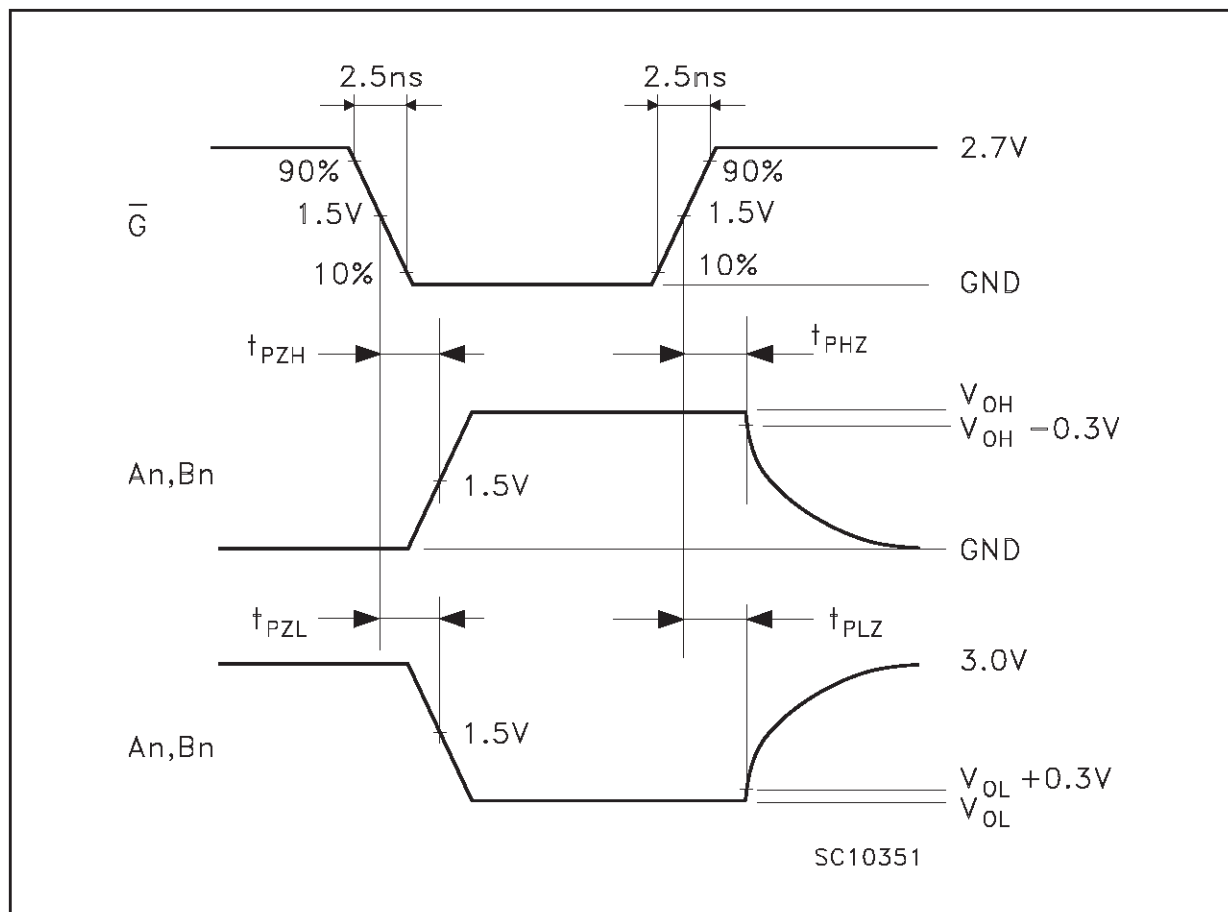 2.5ns 2.5ns
2.7V
90% 90%
G̅ 1.5V 1.5V
10% 10%
GND
tPZH tPHZ
VOH
VOH −0.3V
An,Bn 1.5V
GND
tPZL tPLZ
3.0V
An,Bn 1.5V
VOL +0.3V
VOL
SC10351